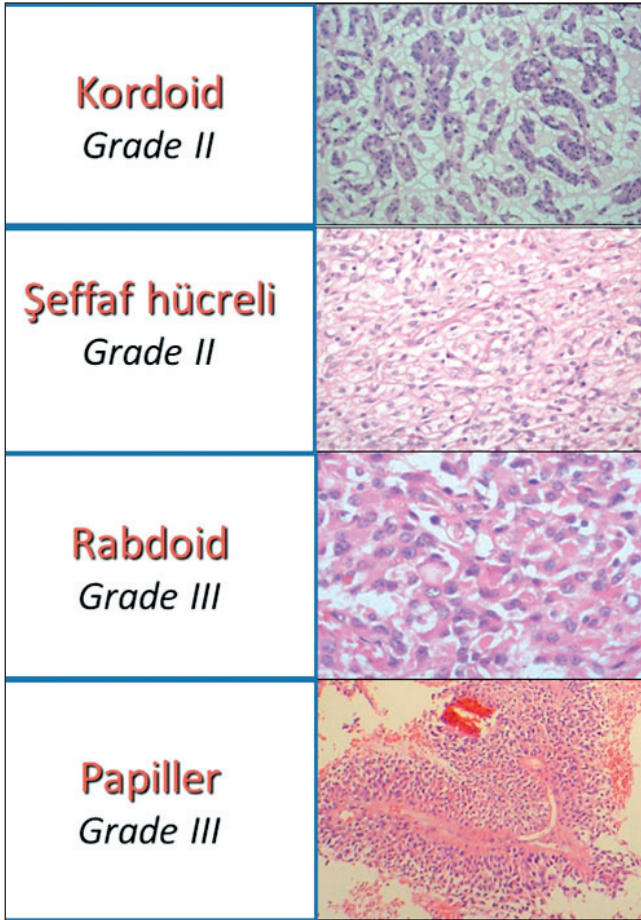 Kordoid
Grade II
Şeffaf hücreli
Grade II
Rabdoid
Grade III
Papiller
Grade III